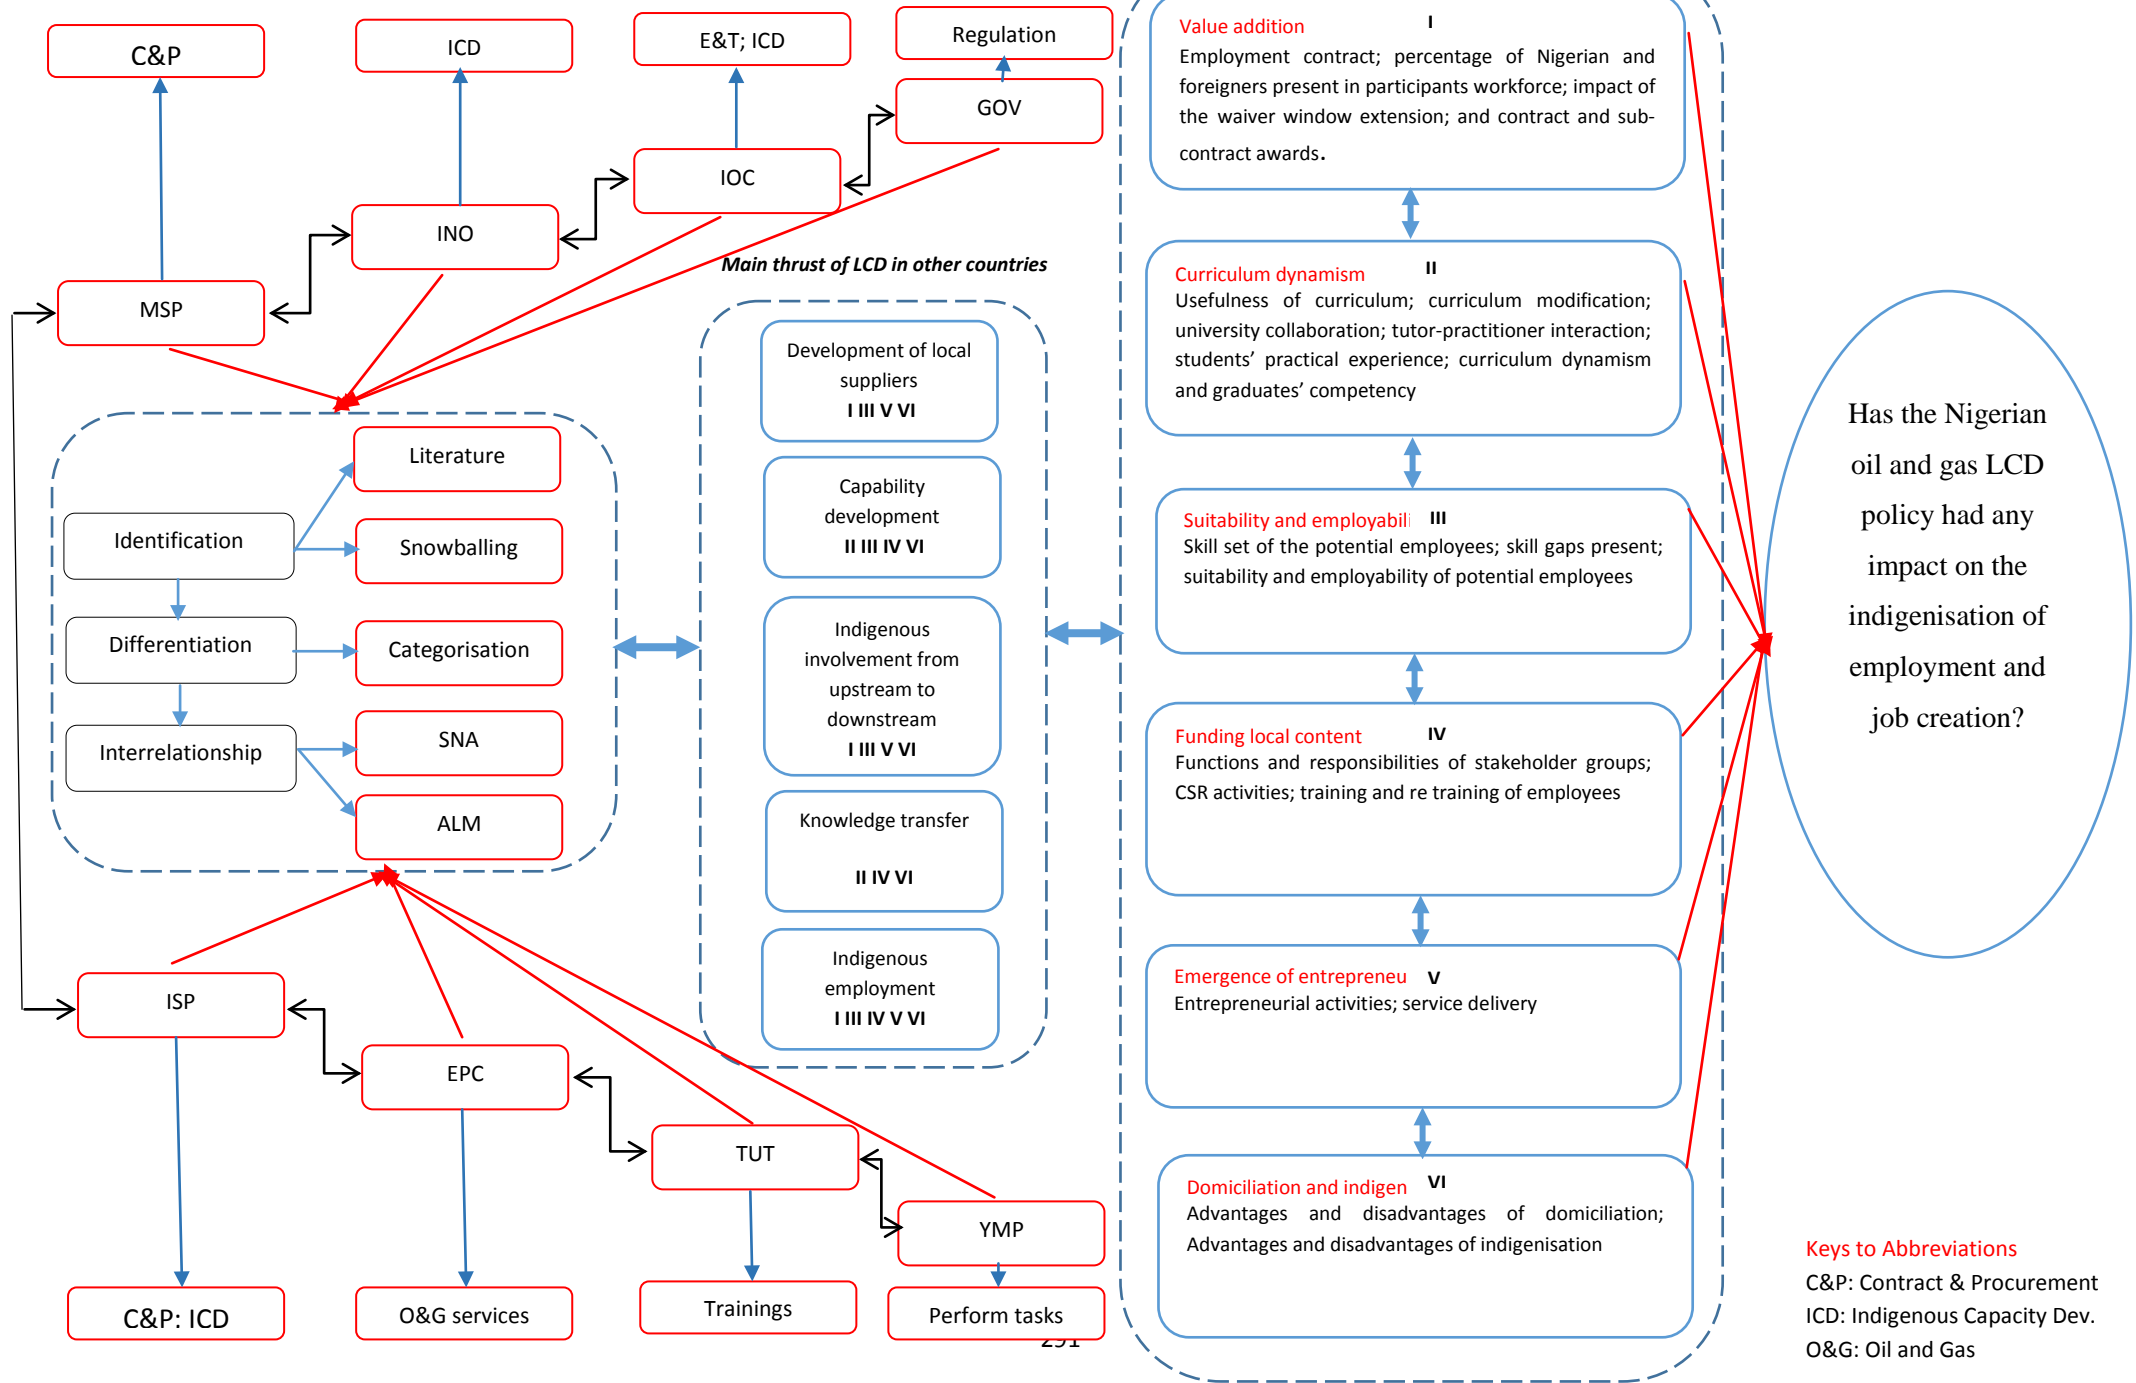 C&P
ICD
E&T; ICD
Regulation
GOV
IOC
INO
MSP
Literature
Identification
Snowballing
Differentiation
Categorisation
Interrelationship
SNA
ALM
ISP
EPC
TUT
YMP
C&P: ICD
O&G services
Trainings
Perform tasks
291
Main thrust of LCD in other countries
Development of local
suppliers
I III V VI
Capability
development
II III IV VI
Indigenous
involvement from
upstream to
downstream
I III V VI
Knowledge transfer
II IV VI
Indigenous
employment
I III IV V VI
Value addition I
Employment contract; percentage of Nigerian and
foreigners present in participants workforce; impact of
the waiver window extension; and contract and sub-
contract awards.
Curriculum dynamism II
Usefulness of curriculum; curriculum modification;
university collaboration; tutor-practitioner interaction;
students’ practical experience; curriculum dynamism
and graduates’ competency
Suitability and employabili III
Skill set of the potential employees; skill gaps present;
suitability and employability of potential employees
Funding local content IV
Functions and responsibilities of stakeholder groups;
CSR activities; training and re training of employees
Emergence of entrepreneu V
Entrepreneurial activities; service delivery
Domiciliation and indigen VI
Advantages and disadvantages of domiciliation;
Advantages and disadvantages of indigenisation
Has the Nigerian
oil and gas LCD
policy had any
impact on the
indigenisation of
employment and
job creation?
Keys to Abbreviations
C&P: Contract & Procurement
ICD: Indigenous Capacity Dev.
O&G: Oil and Gas